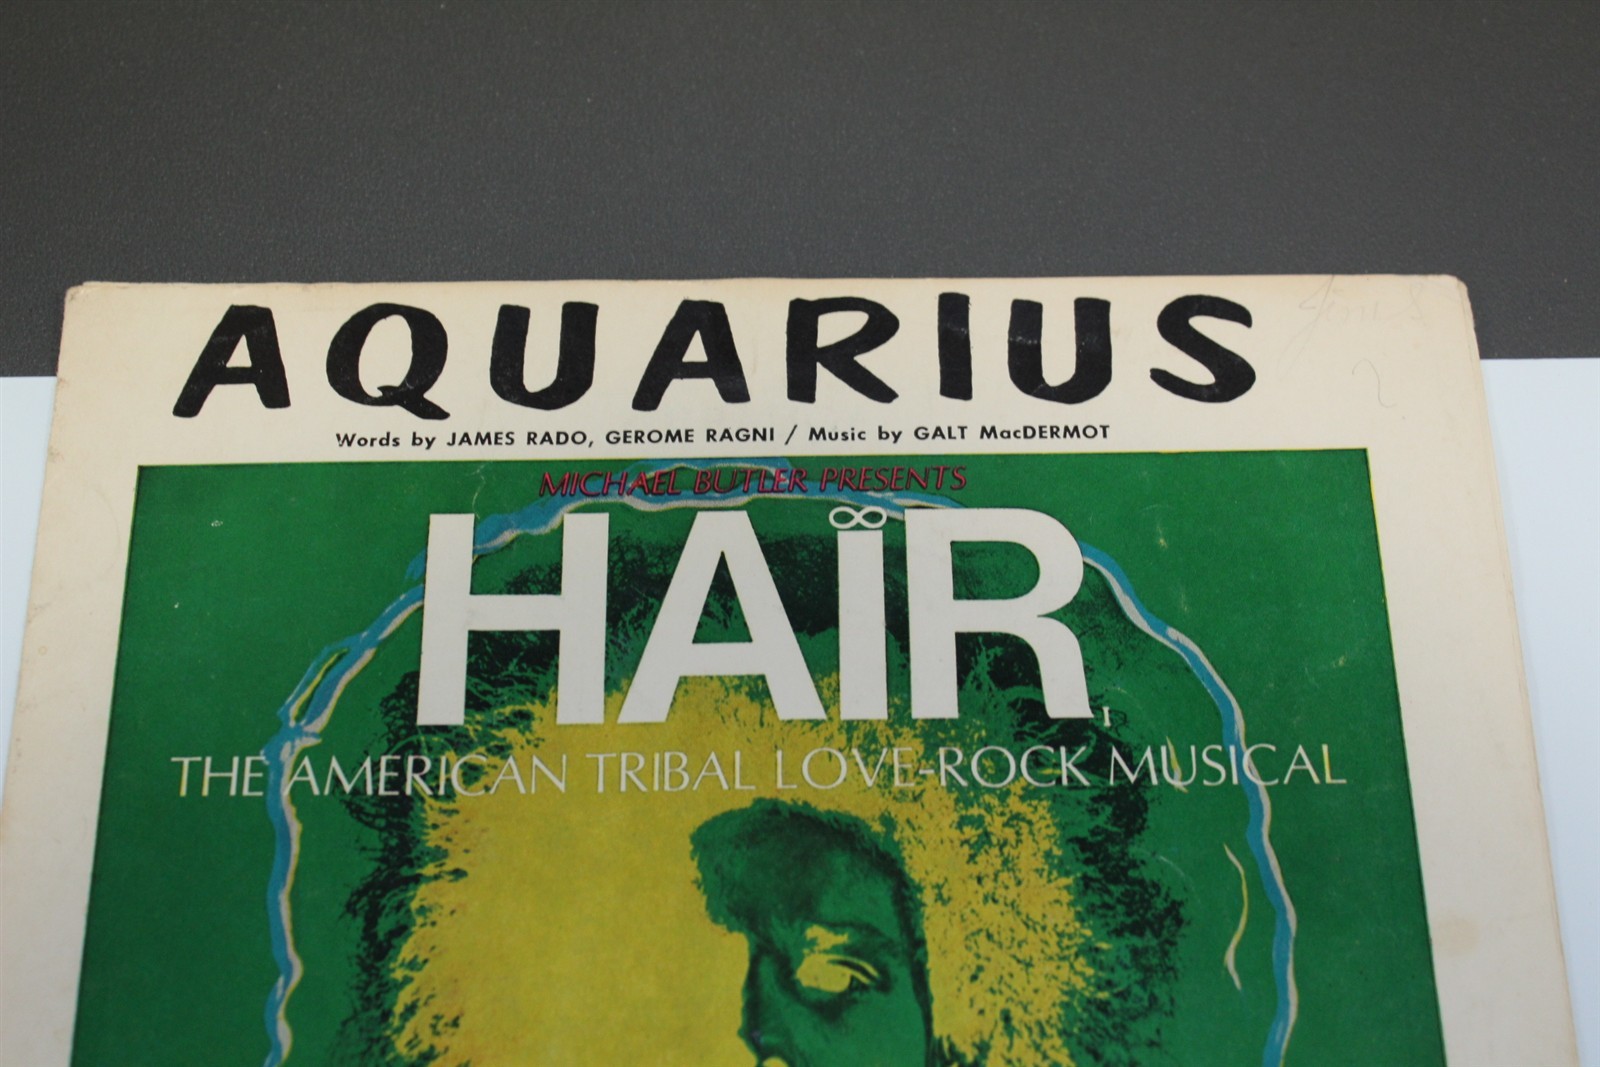 AQUARIUS
Words by JAMES RADO, GEROME RAGNI / Music by GALT MacDERMOT
MICHAEL BUTLER PRESENTS
HAIR
THE AMERICAN TRIBAL LOVE-ROCK MUSICAL